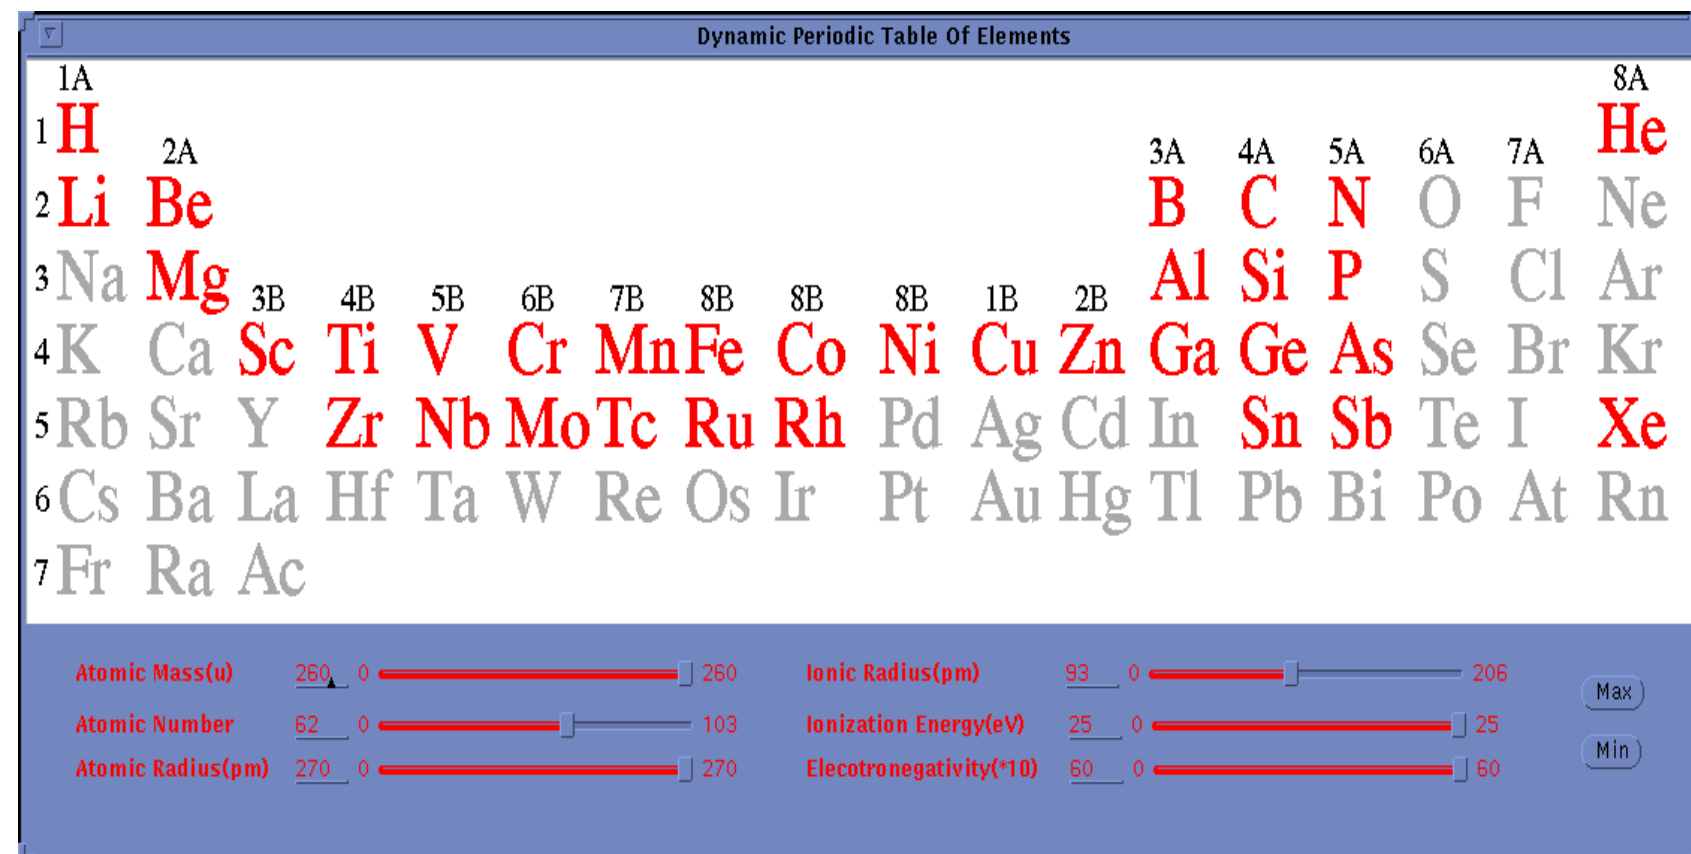 Dynamic Periodic Table Of Elements
1A 8A
1 H He
2A 3A 4A 5A 6A 7A
2 Li Be B C N O F Ne
3 Na Mg Al Si P S Cl Ar
3B 4B 5B 6B 7B 8B 8B 8B 1B 2B
4 K Ca Sc Ti V Cr Mn Fe Co Ni Cu Zn Ga Ge As Se Br Kr
5 Rb Sr Y Zr Nb Mo Tc Ru Rh Pd Ag Cd In Sn Sb Te I Xe
6 Cs Ba La Hf Ta W Re Os Ir Pt Au Hg Tl Pb Bi Po At Rn
7 Fr Ra Ac
Atomic Mass(u) 260 0 260 Ionic Radius(pm) 93 0 206
Max
Atomic Number 62 0 103 Ionization Energy(eV) 25 0 25
Min
Atomic Radius(pm) 270 0 270 Elecotronegativity(*10) 60 0 60